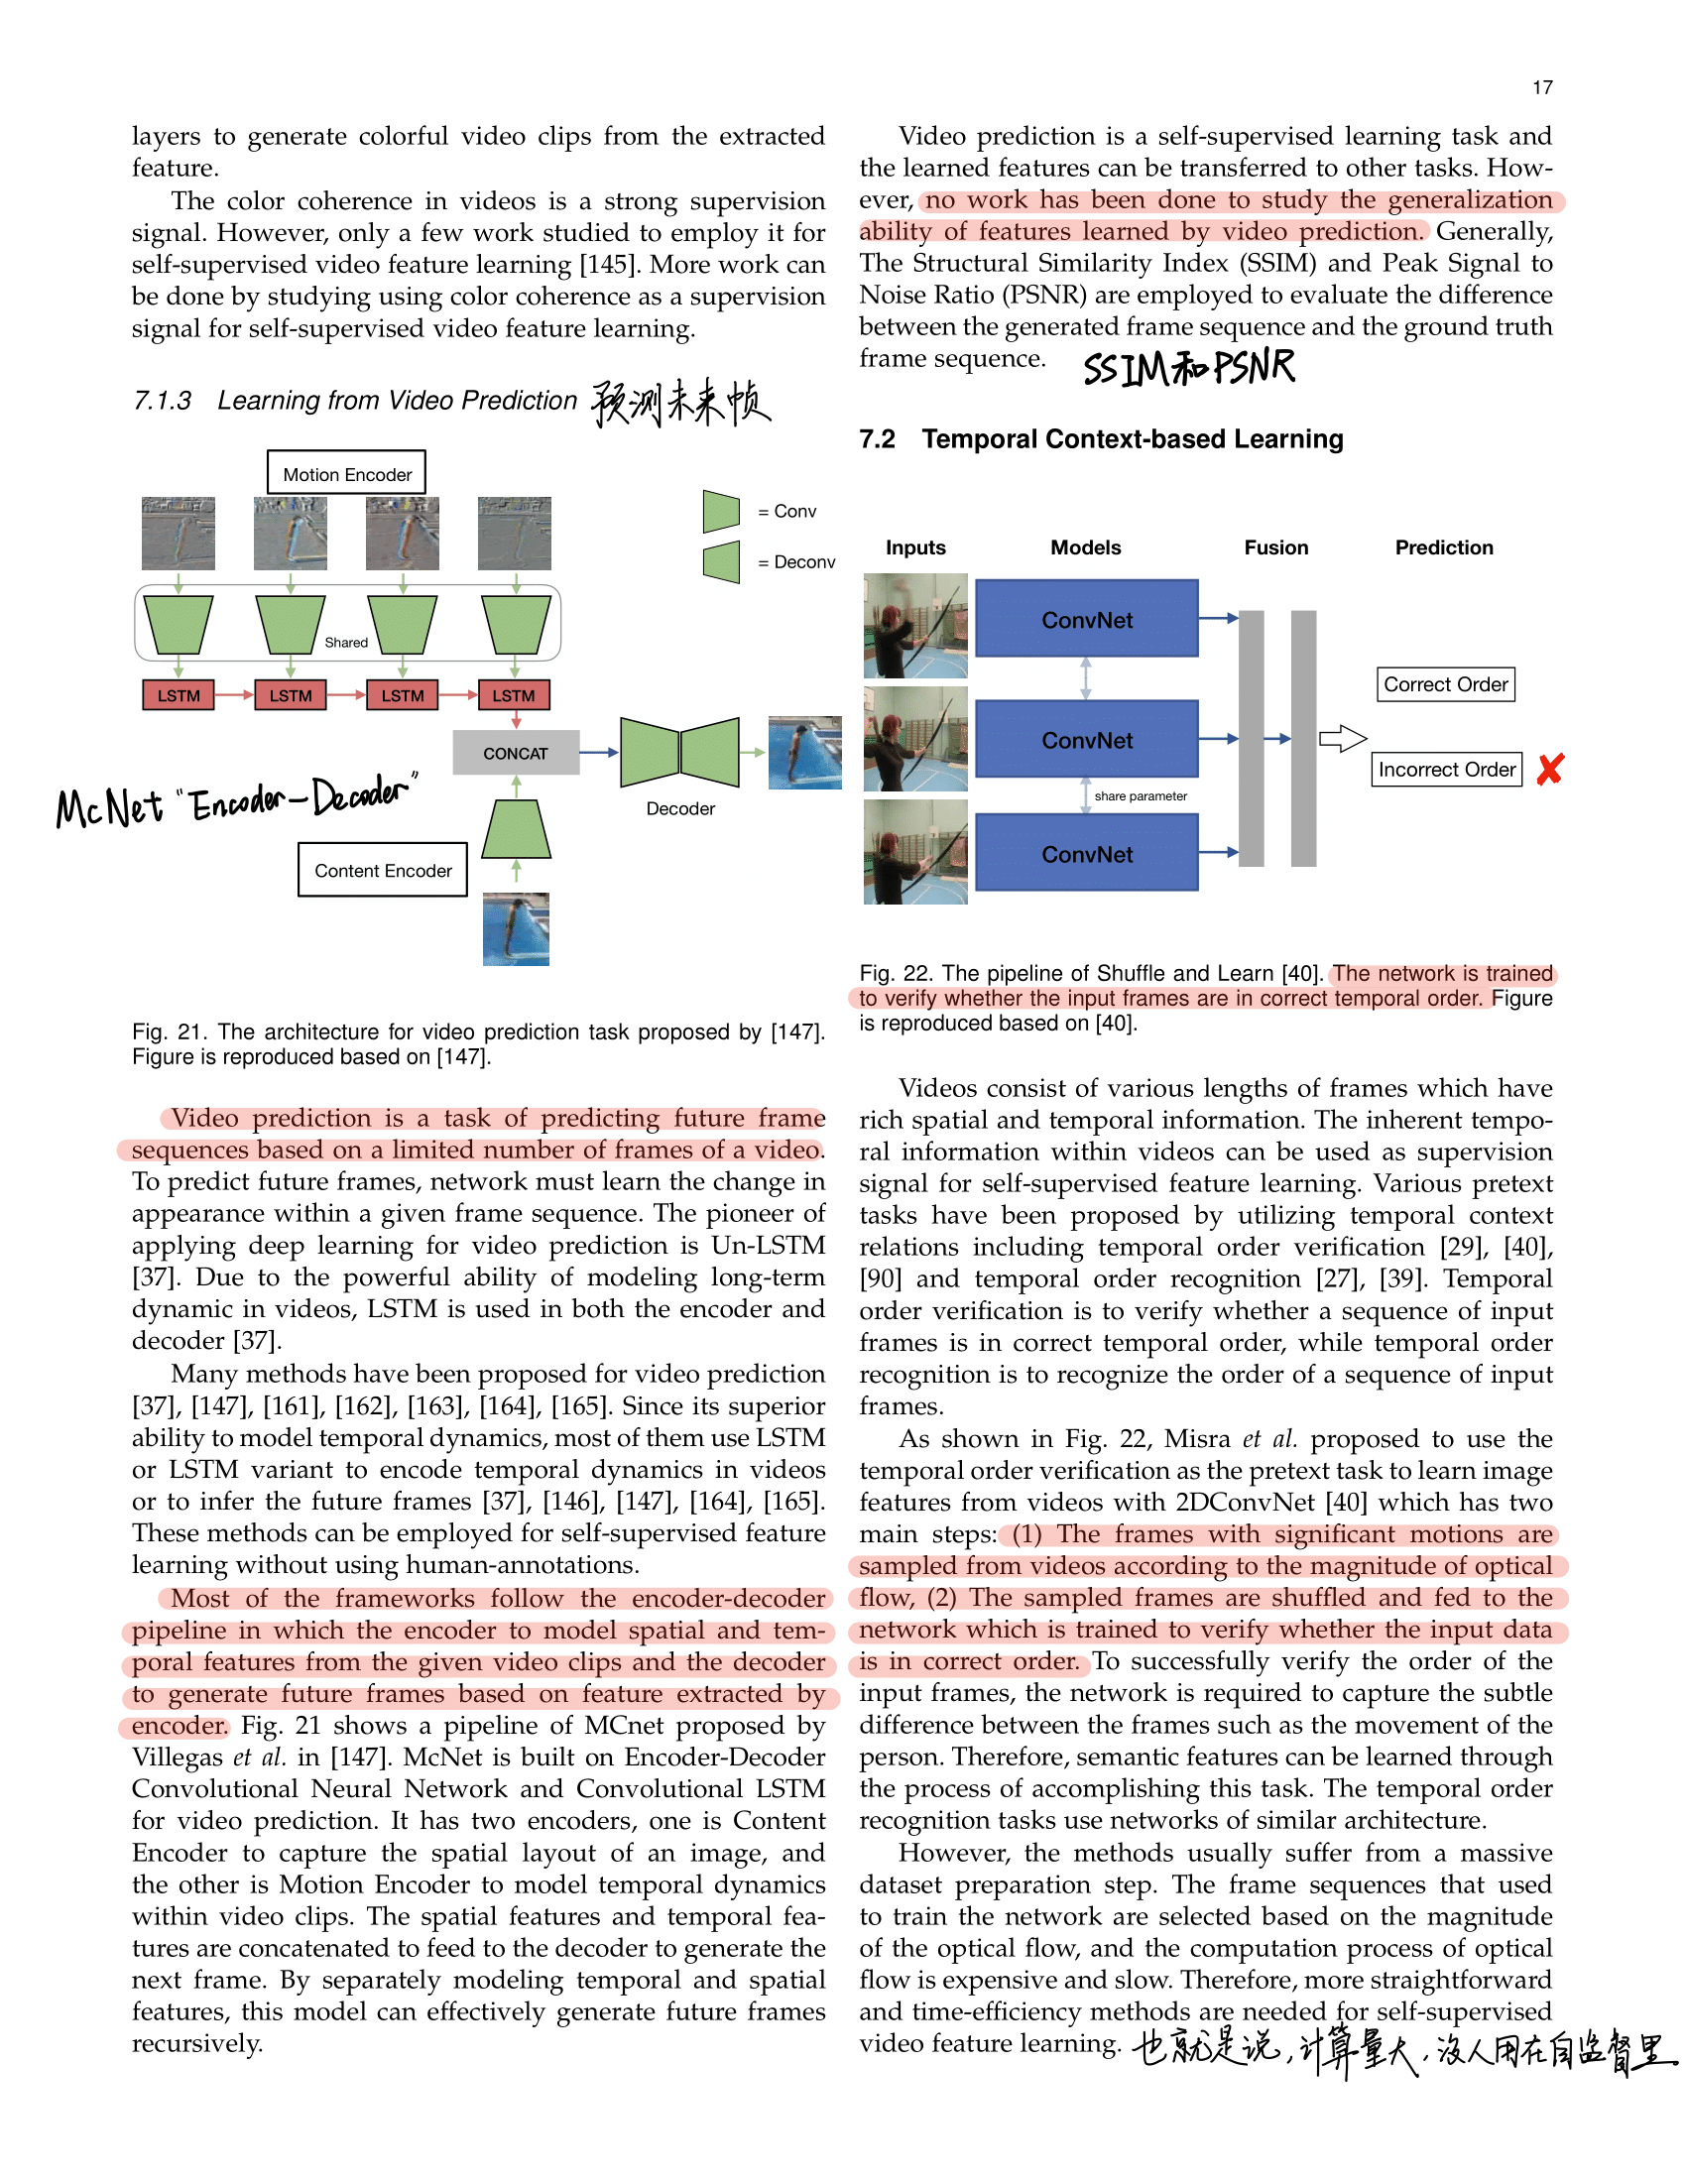 17
layers to generate colorful video clips from the extracted
feature.
The color coherence in videos is a strong supervision
signal. However, only a few work studied to employ it for
self-supervised video feature learning [145]. More work can
be done by studying using color coherence as a supervision
signal for self-supervised video feature learning.
7.1.3 Learning from Video Prediction 预测未来帧
Motion Encoder
= Conv
= Deconv
Shared
LSTM LSTM LSTM LSTM
CONCAT
Decoder
McNet "Encoder-Decoder"
Content Encoder
Fig. 21. The architecture for video prediction task proposed by [147].
Figure is reproduced based on [147].
Video prediction is a task of predicting future frame
sequences based on a limited number of frames of a video.
To predict future frames, network must learn the change in
appearance within a given frame sequence. The pioneer of
applying deep learning for video prediction is Un-LSTM
[37]. Due to the powerful ability of modeling long-term
dynamic in videos, LSTM is used in both the encoder and
decoder [37].
Many methods have been proposed for video prediction
[37], [147], [161], [162], [163], [164], [165]. Since its superior
ability to model temporal dynamics, most of them use LSTM
or LSTM variant to encode temporal dynamics in videos
or to infer the future frames [37], [146], [147], [164], [165].
These methods can be employed for self-supervised feature
learning without using human-annotations.
Most of the frameworks follow the encoder-decoder
pipeline in which the encoder to model spatial and tem-
poral features from the given video clips and the decoder
to generate future frames based on feature extracted by
encoder. Fig. 21 shows a pipeline of MCnet proposed by
Villegas et al. in [147]. McNet is built on Encoder-Decoder
Convolutional Neural Network and Convolutional LSTM
for video prediction. It has two encoders, one is Content
Encoder to capture the spatial layout of an image, and
the other is Motion Encoder to model temporal dynamics
within video clips. The spatial features and temporal fea-
tures are concatenated to feed to the decoder to generate the
next frame. By separately modeling temporal and spatial
features, this model can effectively generate future frames
recursively.
Video prediction is a self-supervised learning task and
the learned features can be transferred to other tasks. How-
ever, no work has been done to study the generalization
ability of features learned by video prediction. Generally,
The Structural Similarity Index (SSIM) and Peak Signal to
Noise Ratio (PSNR) are employed to evaluate the difference
between the generated frame sequence and the ground truth
frame sequence. SSIM和PSNR
7.2 Temporal Context-based Learning
Inputs Models Fusion Prediction
ConvNet
Correct Order
ConvNet
Incorrect Order
share parameter
ConvNet
Fig. 22. The pipeline of Shuffle and Learn [40]. The network is trained
to verify whether the input frames are in correct temporal order. Figure
is reproduced based on [40].
Videos consist of various lengths of frames which have
rich spatial and temporal information. The inherent tempo-
ral information within videos can be used as supervision
signal for self-supervised feature learning. Various pretext
tasks have been proposed by utilizing temporal context
relations including temporal order verification [29], [40],
[90] and temporal order recognition [27], [39]. Temporal
order verification is to verify whether a sequence of input
frames is in correct temporal order, while temporal order
recognition is to recognize the order of a sequence of input
frames.
As shown in Fig. 22, Misra et al. proposed to use the
temporal order verification as the pretext task to learn image
features from videos with 2DConvNet [40] which has two
main steps: (1) The frames with significant motions are
sampled from videos according to the magnitude of optical
flow, (2) The sampled frames are shuffled and fed to the
network which is trained to verify whether the input data
is in correct order. To successfully verify the order of the
input frames, the network is required to capture the subtle
difference between the frames such as the movement of the
person. Therefore, semantic features can be learned through
the process of accomplishing this task. The temporal order
recognition tasks use networks of similar architecture.
However, the methods usually suffer from a massive
dataset preparation step. The frame sequences that used
to train the network are selected based on the magnitude
of the optical flow, and the computation process of optical
flow is expensive and slow. Therefore, more straightforward
and time-efficiency methods are needed for self-supervised
video feature learning. 也就是说,计算量大,没人用在自监督里